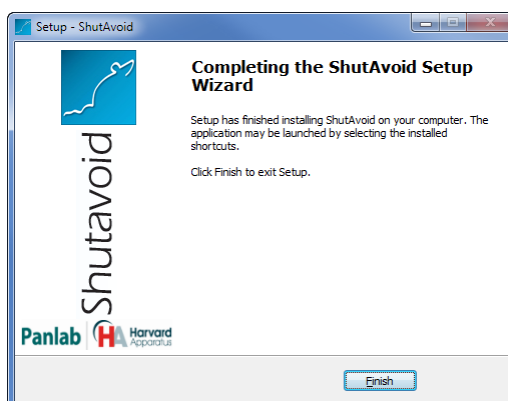 Setup - ShutAvoid
Completing the ShutAvoid Setup
Wizard
Setup has finished installing ShutAvoid on your computer. The
application may be launched by selecting the installed
shortcuts.
Click Finish to exit Setup.
Shutavoid
Panlab HA Harvard
Apparatus
Finish